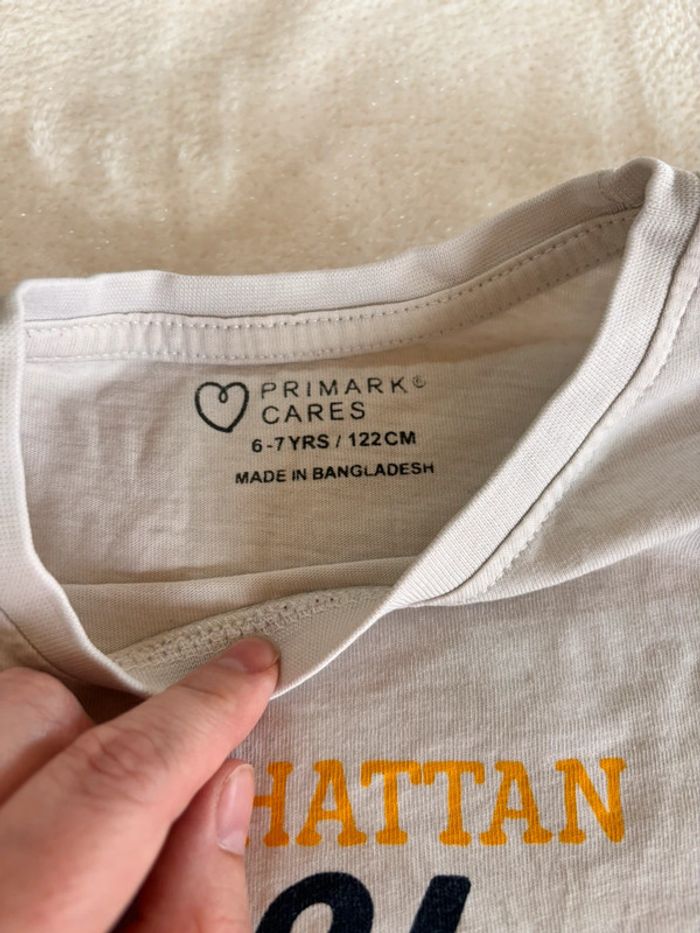 PRIMARK®
CARES
6-7YRS / 122CM
MADE IN BANGLADESH
HATTAN